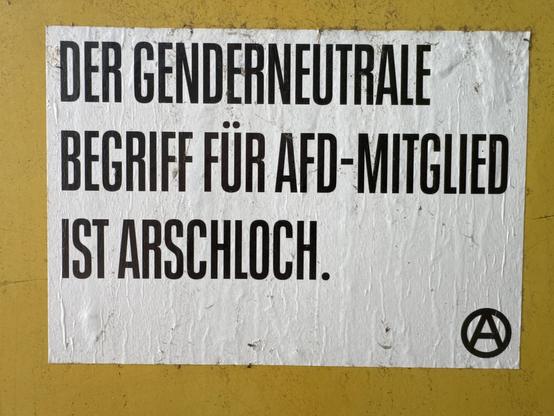 DER GENDERNEUTRALE
BEGRIFF FÜR AFD-MITGLIED
IST ARSCHLOCH.